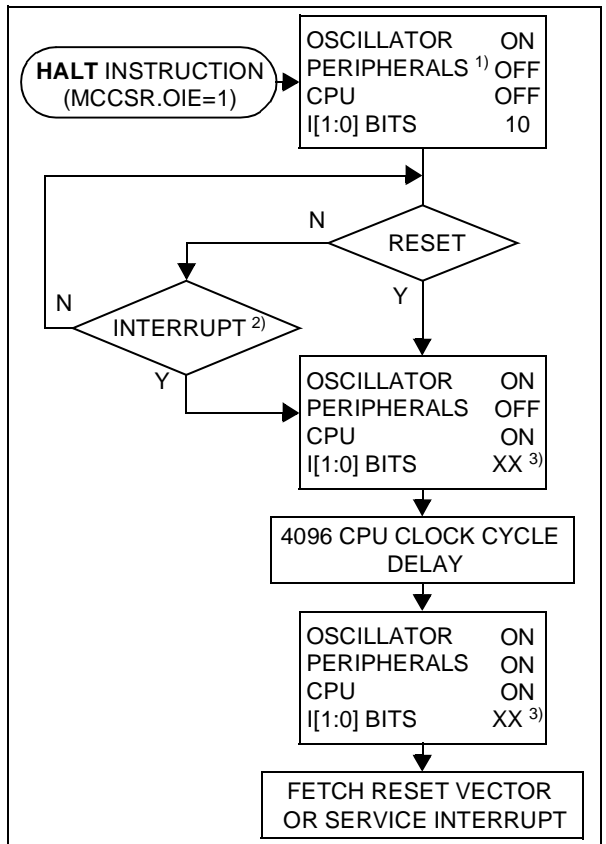 HALT INSTRUCTION
(MCCSR.OIE=1)
OSCILLATOR ON
PERIPHERALS 1) OFF
CPU OFF
I[1:0] BITS 10
N
RESET
Y
N
INTERRUPT 2)
Y
OSCILLATOR ON
PERIPHERALS OFF
CPU ON
I[1:0] BITS XX 3)
4096 CPU CLOCK CYCLE
DELAY
OSCILLATOR ON
PERIPHERALS ON
CPU ON
I[1:0] BITS XX 3)
FETCH RESET VECTOR
OR SERVICE INTERRUPT